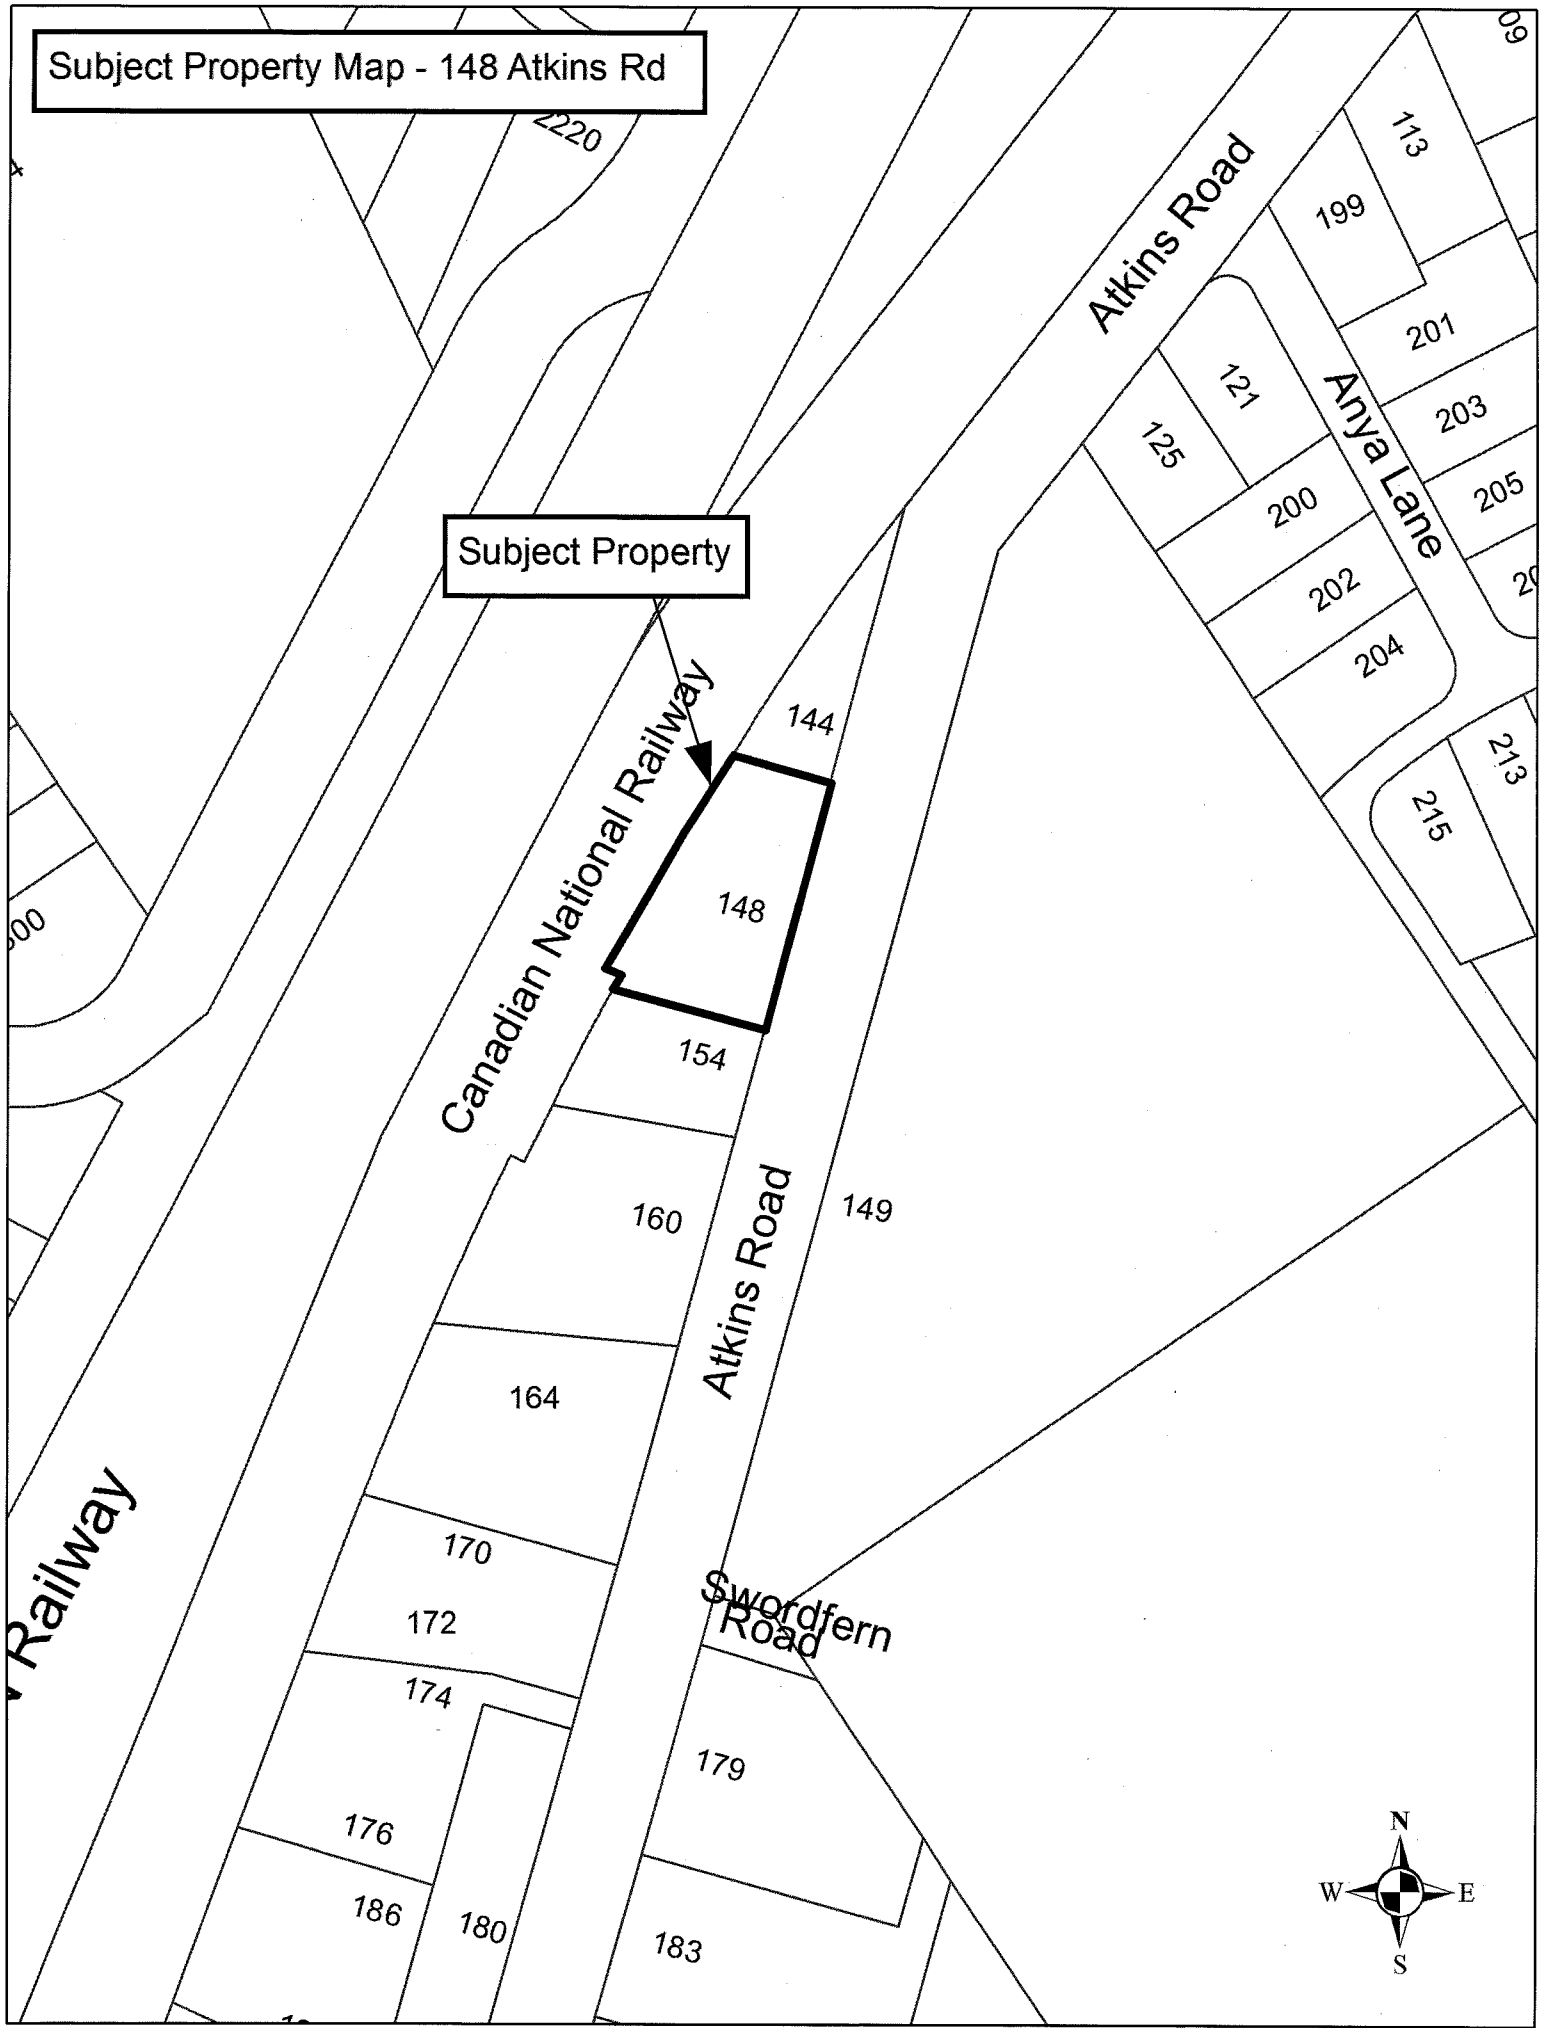 Subject Property Map - 148 Atkins Rd
2220
113
199
Atkins Road
201
121
Anya Lane
203
125
205
200
Subject Property
202
204
144
213
215
Canadian National Railway
148
154
149
160
Atkins Road
164
170
Swordfern
Road
172
Railway
174
179
176
186
180
183
N
W
E
S